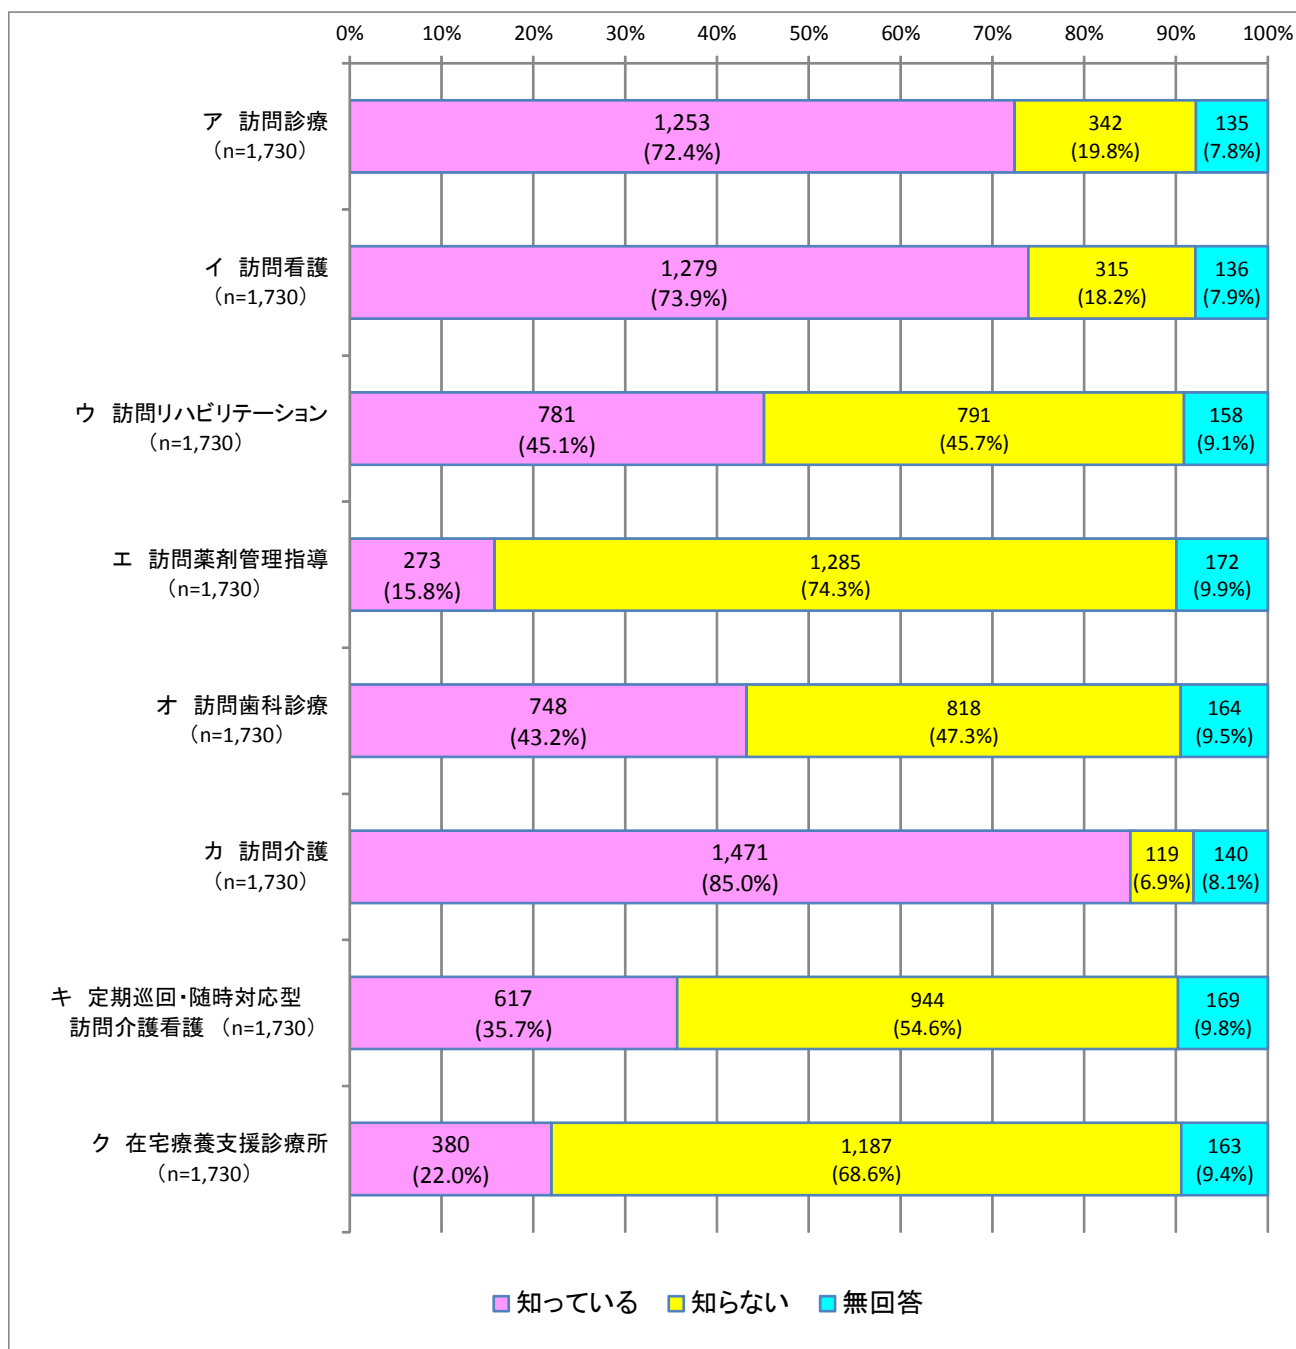 0% 10% 20% 30% 40% 50% 60% 70% 80% 90% 100%
ア 訪問診療
（n=1,730）
1,253
(72.4%)
342
(19.8%)
135
(7.8%)
イ 訪問看護
（n=1,730）
1,279
(73.9%)
315
(18.2%)
136
(7.9%)
ウ 訪問リハビリテーション
（n=1,730）
781
(45.1%)
791
(45.7%)
158
(9.1%)
エ 訪問薬剤管理指導
（n=1,730）
273
(15.8%)
1,285
(74.3%)
172
(9.9%)
オ 訪問歯科診療
（n=1,730）
748
(43.2%)
818
(47.3%)
164
(9.5%)
カ 訪問介護
（n=1,730）
1,471
(85.0%)
119
(6.9%)
140
(8.1%)
キ 定期巡回・随時対応型
訪問介護看護 （n=1,730）
617
(35.7%)
944
(54.6%)
169
(9.8%)
ク 在宅療養支援診療所
（n=1,730）
380
(22.0%)
1,187
(68.6%)
163
(9.4%)
知っている 知らない 無回答